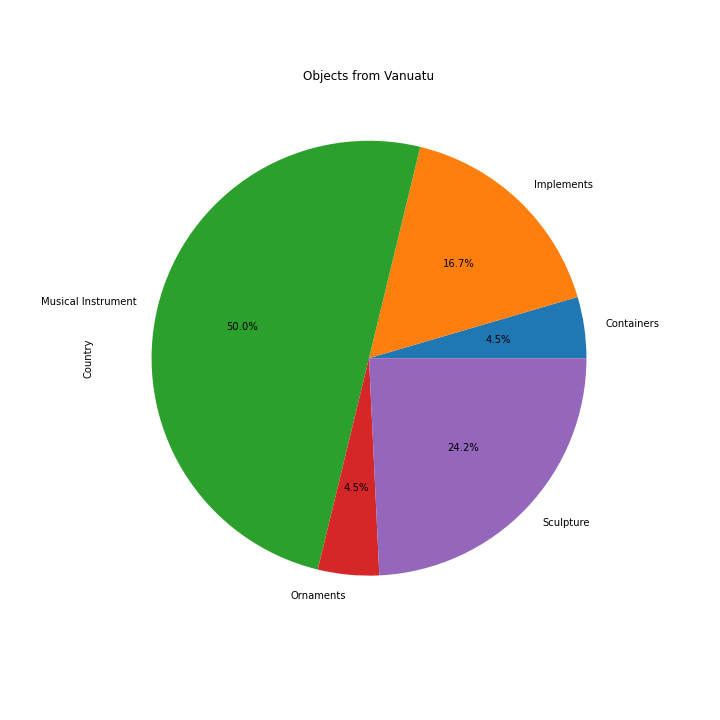 Objects from Vanuatu
Implements
16.7%
Musical Instrument
Containers
50.0%
4.5%
Country
24.2%
4.5%
Sculpture
Ornaments